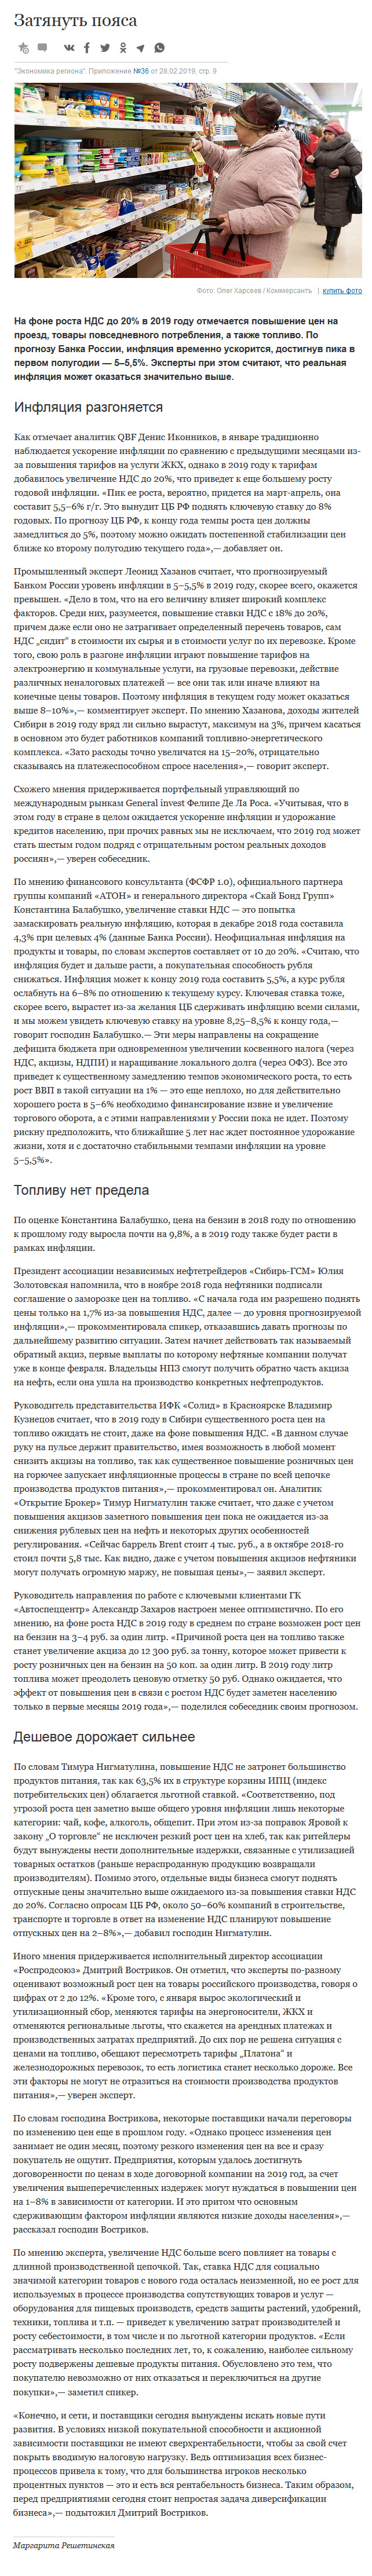 Затянуть пояса
"Экономика региона". Приложение №36 от 28.02.2019, стр. 9
Фото: Олег Харсеев / Коммерсантъ | купить фото
На фоне роста НДС до 20% в 2019 году отмечается повышение цен на
проезд, товары повседневного потребления, а также топливо. По
прогнозу Банка России, инфляция временно ускорится, достигнув пика в
первом полугодии — 5–5,5%. Эксперты при этом считают, что реальная
инфляция может оказаться значительно выше.
Инфляция разгоняется
Как отмечает аналитик QBF Денис Иконников, в январе традиционно
наблюдается ускорение инфляции по сравнению с предыдущими месяцами из-
за повышения тарифов на услуги ЖКХ, однако в 2019 году к тарифам
добавилось увеличение НДС до 20%, что приведет к еще большему росту
годовой инфляции. «Пик ее роста, вероятно, придется на март-апрель, она
составит 5,5–6% г/г. Это вынудит ЦБ РФ поднять ключевую ставку до 8%
годовых. По прогнозу ЦБ РФ, к концу года темпы роста цен должны
замедлиться до 5%, поэтому можно ожидать постепенной стабилизации цен
ближе ко второму полугодию текущего года»,— добавляет он.
Промышленный эксперт Леонид Хазанов считает, что прогнозируемый
Банком России уровень инфляции в 5–5,5% в 2019 году, скорее всего, окажется
превышен. «Дело в том, что на его величину влияет широкий комплекс
факторов. Среди них, разумеется, повышение ставки НДС с 18% до 20%,
причем даже если оно не затрагивает определенный перечень товаров, сам
НДС „сидит“ в стоимости их сырья и в стоимости услуг по их перевозке. Кроме
того, свою роль в разгоне инфляции играют повышение тарифов на
электроэнергию и коммунальные услуги, на грузовые перевозки, действие
различных неналоговых платежей — все они так или иначе влияют на
конечные цены товаров. Поэтому инфляция в текущем году может оказаться
выше 8–10%»,— комментирует эксперт. По мнению Хазанова, доходы жителей
Сибири в 2019 году вряд ли сильно вырастут, максимум на 3%, причем касаться
в основном это будет работников компаний топливно-энергетического
комплекса. «Зато расходы точно увеличатся на 15–20%, отрицательно
сказываясь на платежеспособном спросе населения»,— говорит эксперт.
Схожего мнения придерживается портфельный управляющий по
международным рынкам General invest Фелипе Де Ла Роса. «Учитывая, что в
этом году в стране в целом ожидается ускорение инфляции и удорожание
кредитов населению, при прочих равных мы не исключаем, что 2019 год может
стать шестым годом подряд с отрицательным ростом реальных доходов
россиян»,— уверен собеседник.
По мнению финансового консультанта (ФСФР 1.0), официального партнера
группы компаний «АТОН» и генерального директора «Скай Бонд Групп»
Константина Балабушко, увеличение ставки НДС — это попытка
замаскировать реальную инфляцию, которая в декабре 2018 года составила
4,3% при целевых 4% (данные Банка России). Неофициальная инфляция на
продукты и товары, по словам экспертов составляет от 10 до 20%. «Считаю, что
инфляция будет и дальше расти, а покупательная способность рубля
снижаться. Инфляция может к концу 2019 года составить 5,5%, а курс рубля
ослабнуть на 6–8% по отношению к текущему курсу. Ключевая ставка тоже,
скорее всего, вырастет из-за желания ЦБ сдерживать инфляцию всеми силами,
и мы можем увидеть ключевую ставку на уровне 8,25–8,5% к концу года,—
говорит господин Балабушко.— Эти меры направлены на сокращение
дефицита бюджета при одновременном увеличении косвенного налога (через
НДС, акцизы, НДПИ) и наращивание локального долга (через ОФЗ). Все это
приведет к существенному замедлению темпов экономического роста, то есть
рост ВВП в такой ситуации на 1% — это еще неплохо, но для действительно
хорошего роста в 5–6% необходимо финансирование извне и увеличение
торгового оборота, а с этими направлениями у России пока не идет. Поэтому
рискну предположить, что ближайшие 5 лет нас ждет постоянное удорожание
жизни, хотя и с достаточно стабильными темпами инфляции на уровне
5–5,5%».
Топливу нет предела
По оценке Константина Балабушко, цена на бензин в 2018 году по отношению
к прошлому году выросла почти на 9,8%, а в 2019 году также будет расти в
рамках инфляции.
Президент ассоциации независимых нефтетрейдеров «Сибирь-ГСМ» Юлия
Золотовская напомнила, что в ноябре 2018 года нефтяники подписали
соглашение о заморозке цен на топливо. «С начала года им разрешено поднять
цены только на 1,7% из-за повышения НДС, далее — до уровня прогнозируемой
инфляции»,— прокомментировала спикер, отказавшись давать прогнозы по
дальнейшему развитию ситуации. Затем начнет действовать так называемый
обратный акциз, первые выплаты по которому нефтяные компании получат
уже в конце февраля. Владельцы НПЗ смогут получить обратно часть акциза
на нефть, если она ушла на производство конкретных нефтепродуктов.
Руководитель представительства ИФК «Солид» в Красноярске Владимир
Кузнецов считает, что в 2019 году в Сибири существенного роста цен на
топливо ожидать не стоит, даже на фоне повышения НДС. «В данном случае
руку на пульсе держит правительство, имея возможность в любой момент
снизить акцизы на топливо, так как существенное повышение розничных цен
на горючее запускает инфляционные процессы в стране по всей цепочке
производства продуктов питания»,— прокомментировал он. Аналитик
«Открытие Брокер» Тимур Нигматулин также считает, что даже с учетом
повышения акцизов заметного повышения цен пока не ожидается из-за
снижения рублевых цен на нефть и некоторых других особенностей
регулирования. «Сейчас баррель Brent стоит 4 тыс. руб., а в октябре 2018-го
стоил почти 5,8 тыс. Как видно, даже с учетом повышения акцизов нефтяники
могут получать огромную маржу, не повышая цены»,— заявил эксперт.
Руководитель направления по работе с ключевыми клиентами ГК
«Автоспеццентр» Александр Захаров настроен менее оптимистично. По его
мнению, на фоне роста НДС в 2019 году в среднем по стране возможен рост цен
на бензин на 3–4 руб. за один литр. «Причиной роста цен на топливо также
станет увеличение акциза до 12 300 руб. за тонну, которое может привести к
росту розничных цен на бензин на 50 коп. за один литр. В 2019 году литр
топлива может преодолеть ценовую отметку 50 руб. Однако ожидается, что
эффект от повышения цен в связи с ростом НДС будет заметен населению
только в первые месяцы 2019 года»,— поделился собеседник своим прогнозом.
Дешевое дорожает сильнее
По словам Тимура Нигматулина, повышение НДС не затронет большинство
продуктов питания, так как 63,5% их в структуре корзины ИПЦ (индекс
потребительских цен) облагается льготной ставкой. «Соответственно, под
угрозой роста цен заметно выше общего уровня инфляции лишь некоторые
категории: чай, кофе, алкоголь, общепит. При этом из-за поправок Яровой к
закону „О торговле“ не исключен резкий рост цен на хлеб, так как ритейлеры
будут вынуждены нести дополнительные издержки, связанные с утилизацией
товарных остатков (раньше нераспроданную продукцию возвращали
производителям). Помимо этого, отдельные виды бизнеса смогут поднять
отпускные цены значительно выше ожидаемого из-за повышения ставки НДС
до 20%. Согласно опросам ЦБ РФ, около 50–60% компаний в строительстве,
транспорте и торговле в ответ на изменение НДС планируют повышение
отпускных цен на 2–8%»,— добавил господин Нигматулин.
Иного мнения придерживается исполнительный директор ассоциации
«Роспродсоюз» Дмитрий Востриков. Он отметил, что эксперты по-разному
оценивают возможный рост цен на товары российского производства, говоря о
цифрах от 2 до 12%. «Кроме того, с января вырос экологический и
утилизационный сбор, меняются тарифы на энергоносители, ЖКХ и
отменяются региональные льготы, что скажется на арендных платежах и
производственных затратах предприятий. До сих пор не решена ситуация с
ценами на топливо, обещают пересмотреть тарифы „Платона“ и
железнодорожных перевозок, то есть логистика станет несколько дороже. Все
эти факторы не могут не отразиться на стоимости производства продуктов
питания»,— уверен эксперт.
По словам господина Вострикова, некоторые поставщики начали переговоры
по изменению цен еще в прошлом году. «Однако процесс изменения цен
занимает не один месяц, поэтому резкого изменения цен на все и сразу
покупатель не ощутит. Предприятия, которым удалось достигнуть
договоренности по ценам в ходе договорной компании на 2019 год, за счет
увеличения вышеперечисленных издержек могут нуждаться в повышении цен
на 1–8% в зависимости от категории. И это притом что основным
сдерживающим фактором инфляции являются низкие доходы населения»,—
рассказал господин Востриков.
По мнению эксперта, увеличение НДС больше всего повлияет на товары с
длинной производственной цепочкой. Так, ставка НДС для социально
значимой категории товаров с нового года осталась неизменной, но ее рост для
используемых в процессе производства сопутствующих товаров и услуг —
оборудования для пищевых производств, средств защиты растений, удобрений,
техники, топлива и т.п. — приведет к увеличению затрат производителей и
росту себестоимости, в том числе и по льготной категории продуктов. «Если
рассматривать несколько последних лет, то, к сожалению, наиболее сильному
росту подвержены дешевые продукты питания. Обусловлено это тем, что
покупателю невозможно от них отказаться и переключиться на другие
покупки»,— заметил спикер.
«Конечно, и сети, и поставщики сегодня вынуждены искать новые пути
развития. В условиях низкой покупательной способности и акционной
зависимости поставщики не имеют сверхрентабельности, чтобы за свой счет
покрыть вводимую налоговую нагрузку. Ведь оптимизация всех бизнес-
процессов привела к тому, что для большинства игроков несколько
процентных пунктов — это и есть вся рентабельность бизнеса. Таким образом,
перед предприятиями сегодня стоит непростая задача диверсификации
бизнеса»,— подытожил Дмитрий Востриков.
Маргарита Решетинская